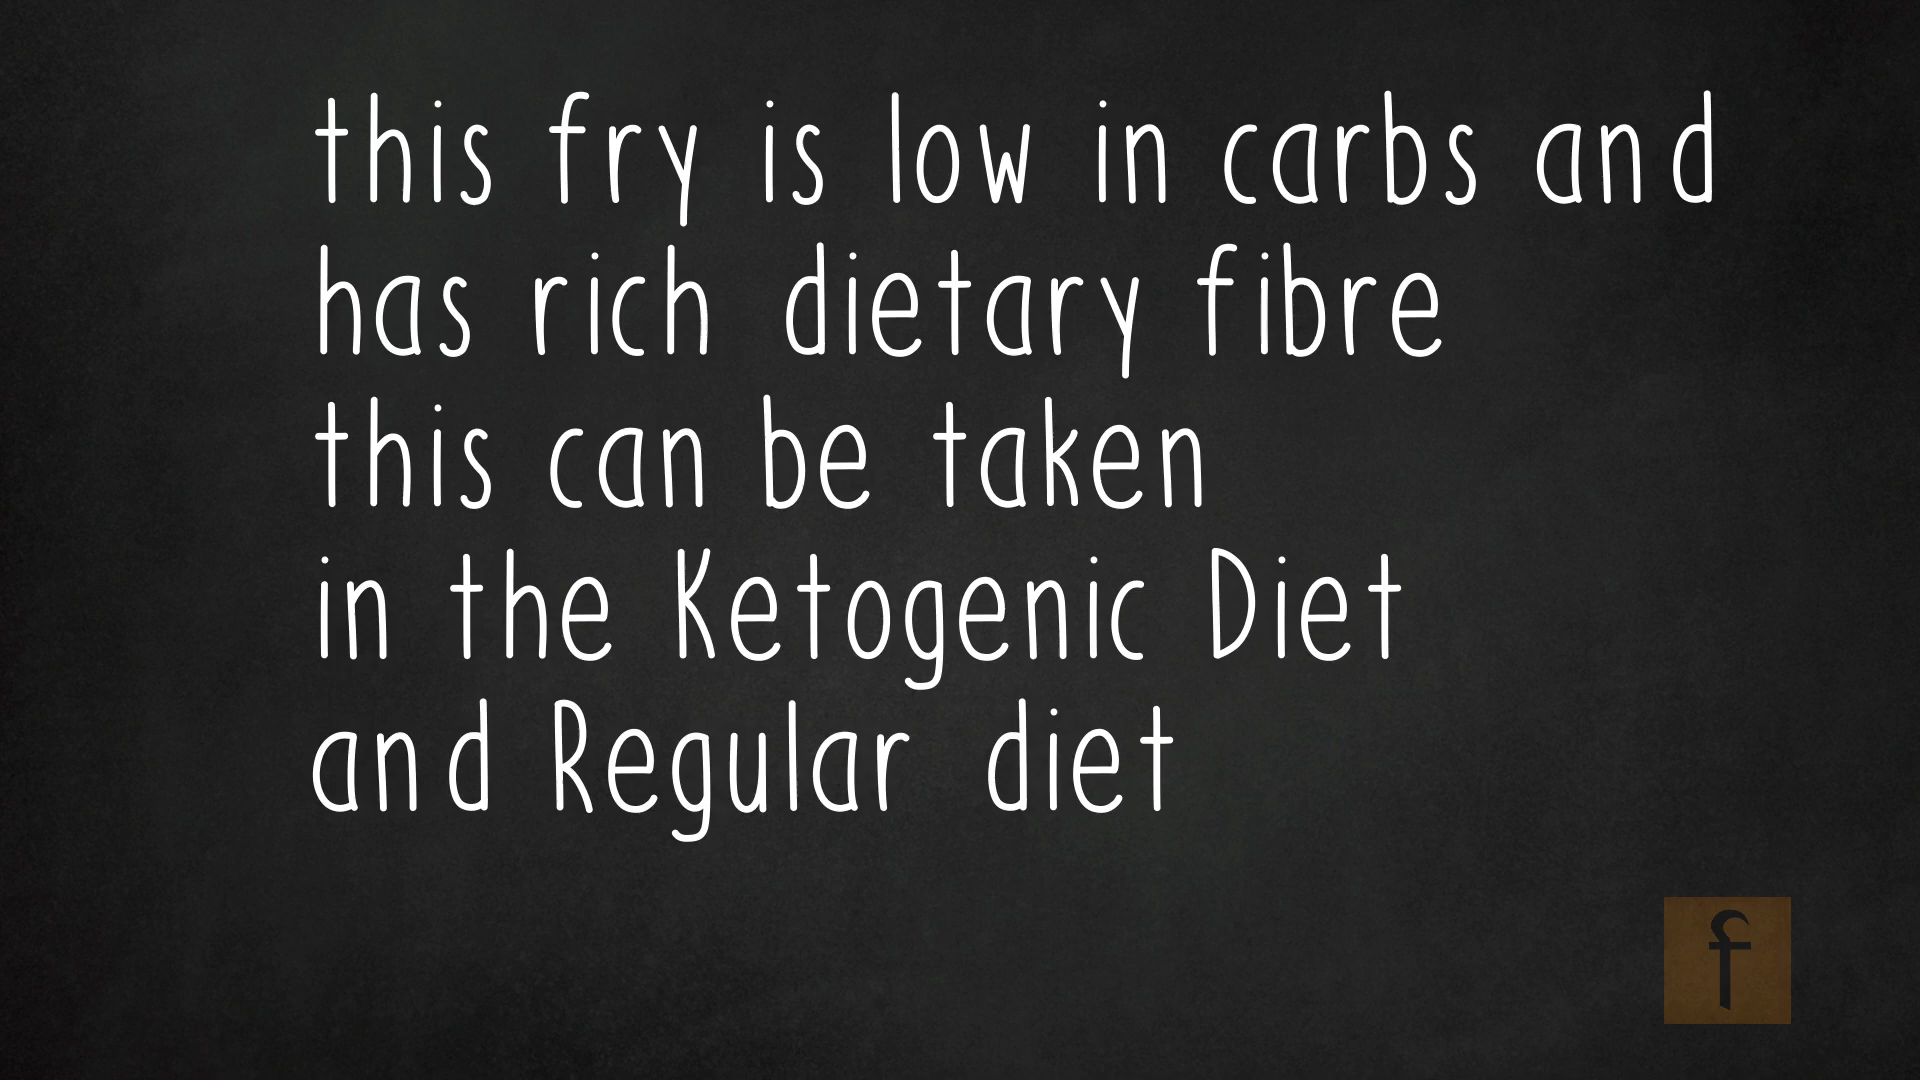 this fry is low in carbs and
has rich dietary fibre
this can be taken
in the Ketogenic Diet
and Regular diet
f